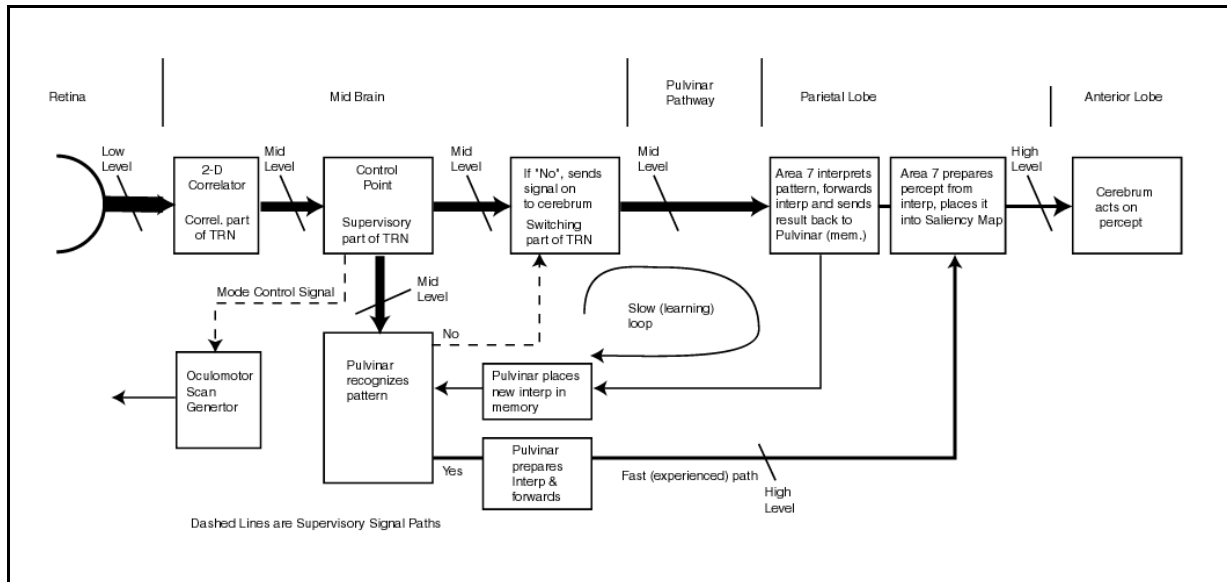 Retina
Mid Brain
Pulvinar
Pathway
Parietal Lobe
Anterior Lobe
Low
Level
2-D
Correlator
Correl. part
of TRN
Mid
Level
Control
Point
Supervisory
part of TRN
Mid
Level
If "No", sends
signal on
to cerebrum
Switching
part of TRN
Mid
Level
Area 7 interprets
pattern, forwards
interp and sends
result back to
Pulvinar (mem.)
Area 7 prepares
percept from
interp, places it
into Saliency Map
High
Level
Cerebrum
acts on
percept
Mode Control Signal
Mid
Level
No
Slow (learning)
loop
Oculomotor
Scan
Genertor
Pulvinar
recognizes
pattern
Pulvinar places
new interp in
memory
Yes
Pulvinar
prepares
Interp &
forwards
Fast (experienced) path
High
Level
Dashed Lines are Supervisory Signal Paths